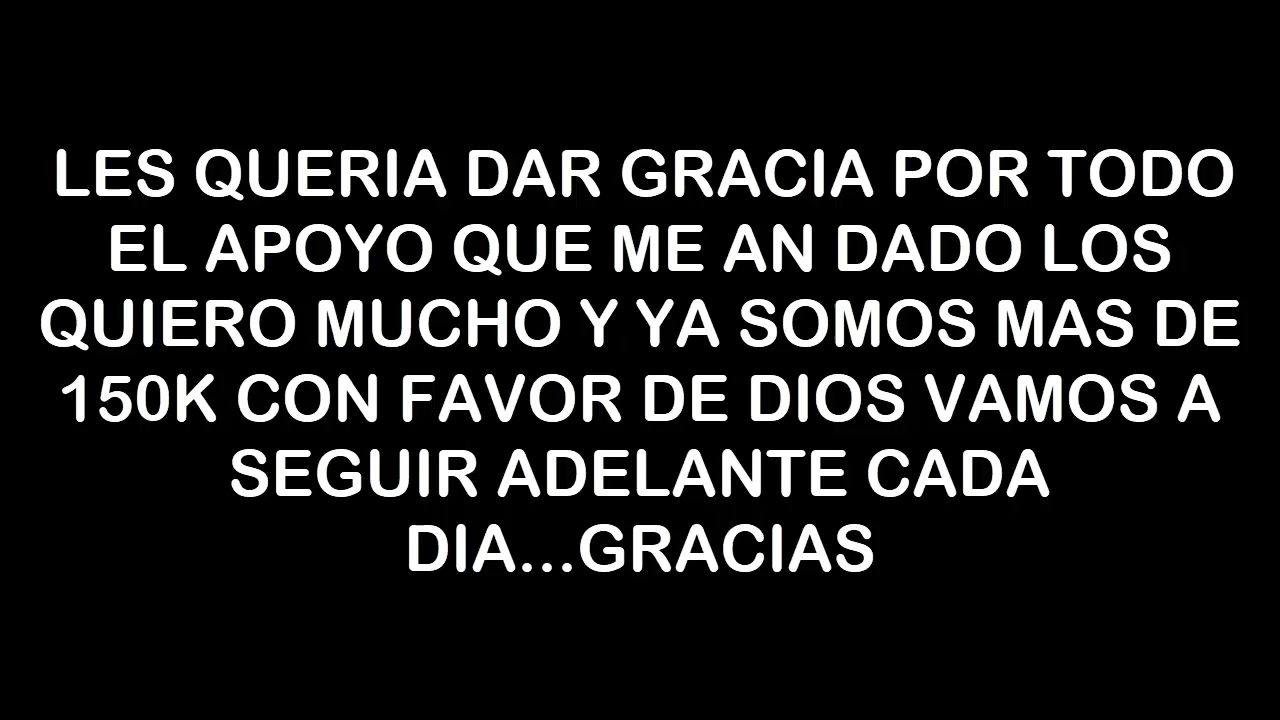 LES QUERIA DAR GRACIA POR TODO
EL APOYO QUE ME AN DADO LOS
QUIERO MUCHO Y YA SOMOS MAS DE
150K CON FAVOR DE DIOS VAMOS A
SEGUIR ADELANTE CADA
DIA...GRACIAS